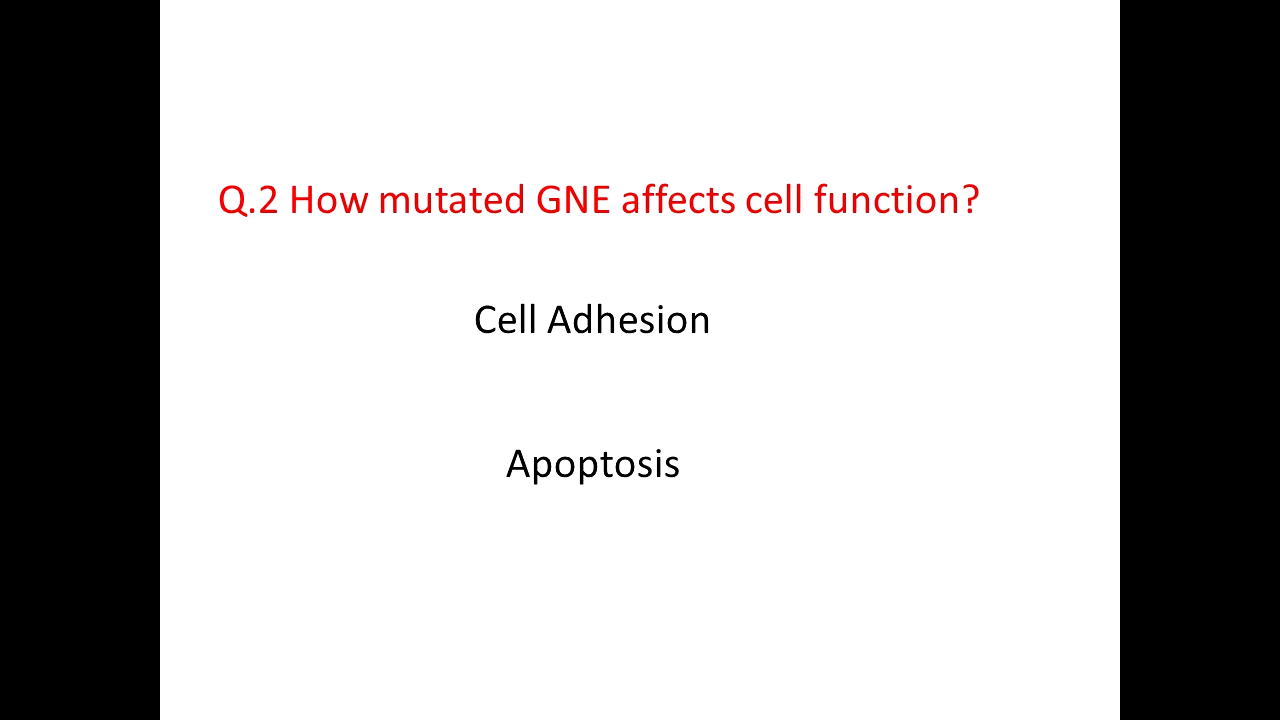 Q.2 How mutated GNE affects cell function?
Cell Adhesion
Apoptosis